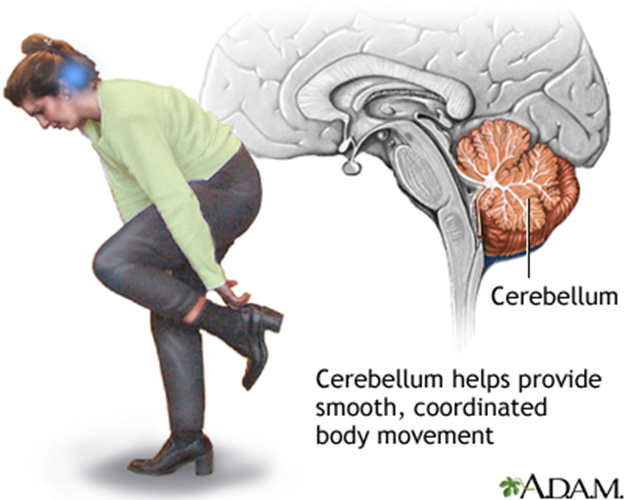 Cerebellum
Cerebellum helps provide
smooth, coordinated
body movement
A.D.A.M.